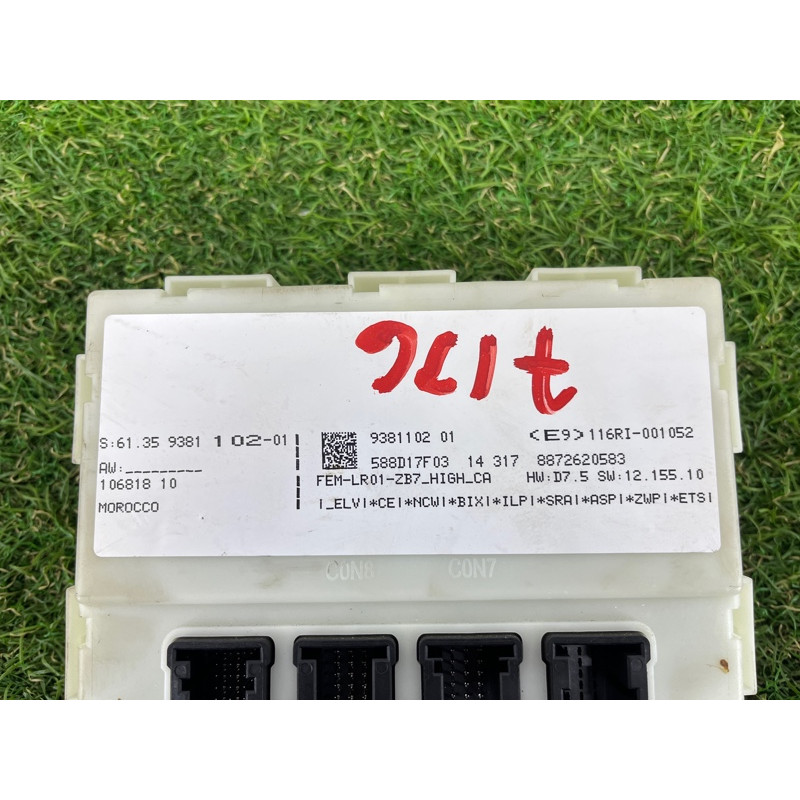 S:61.35 9381 102-01
AW:_________
106818 10
MOROCCO
9381102 01 <E9>116RI-001052
588D17F03 14 317 8872620583
FEM-LR01-ZB7_HIGH_CA HW:D7.5 SW:12.155.10
|_ELV|*CE|*NCW|*BIX|*ILP|*SRA|*ASP|*ZWP|*ETS|
CON8 CON7